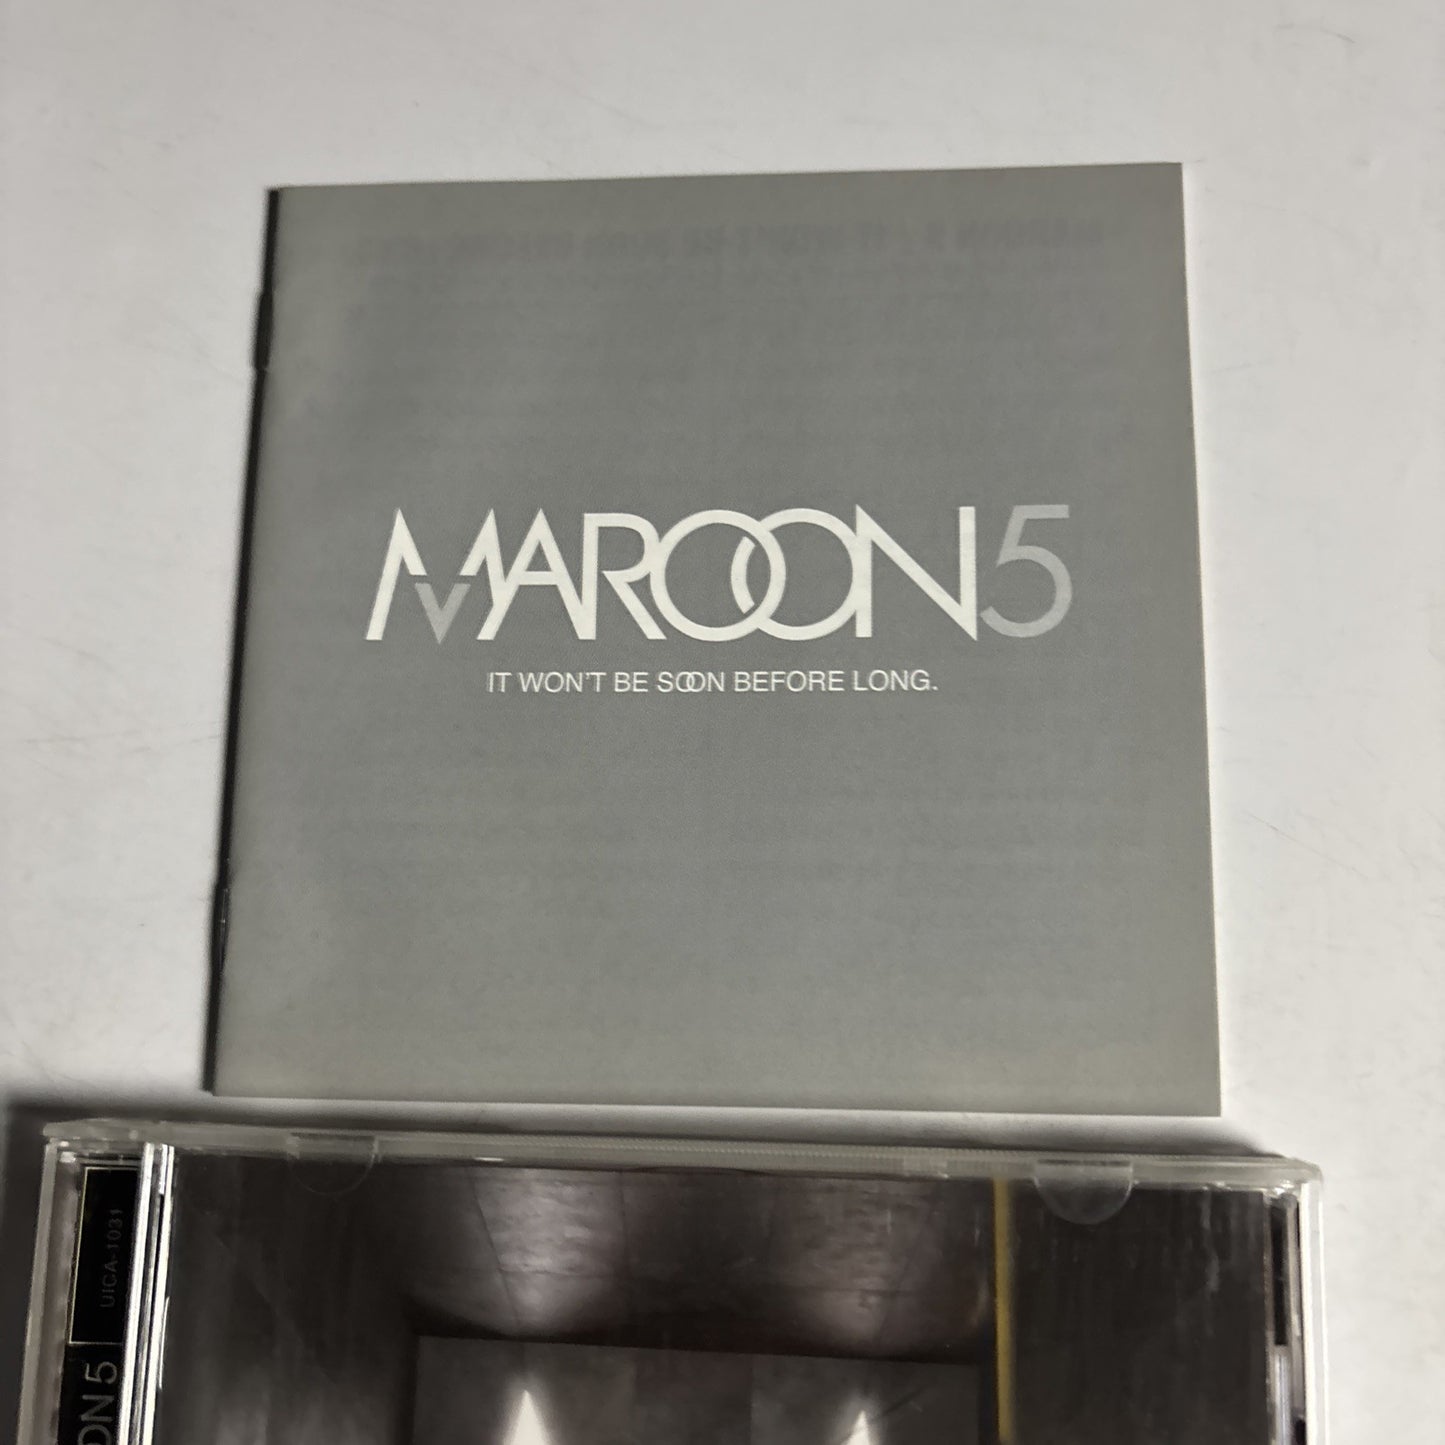 MAROON5
IT WON'T BE SOON BEFORE LONG.
UICA-1031
ON 5